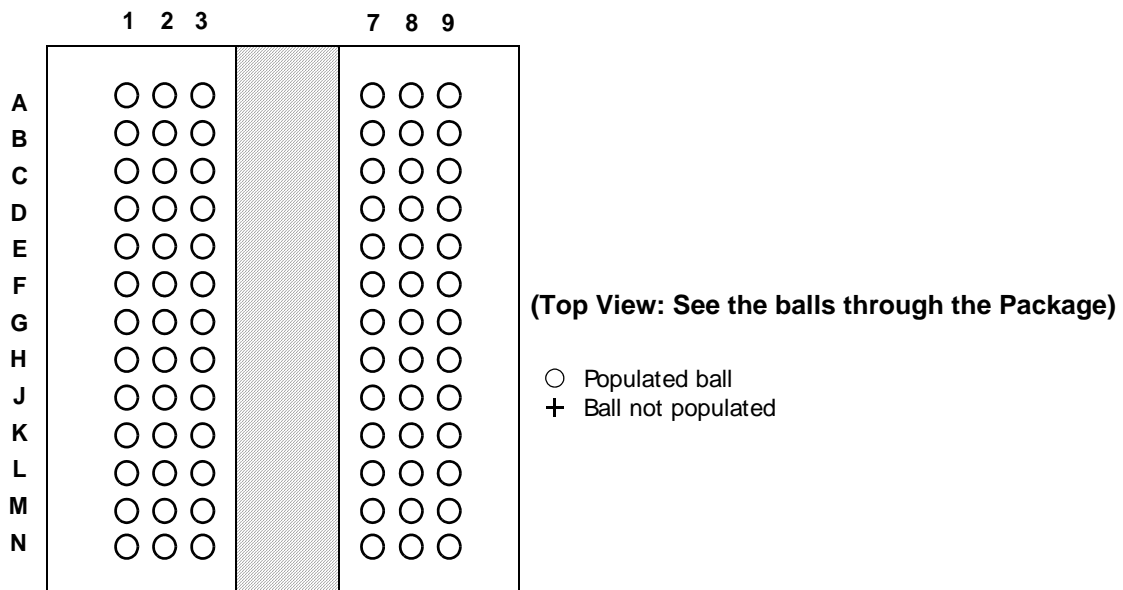 1 2 3 7 8 9
A
B
C
D
E
F
G
H
J
K
L
M
N
(Top View: See the balls through the Package)
Populated ball
Ball not populated